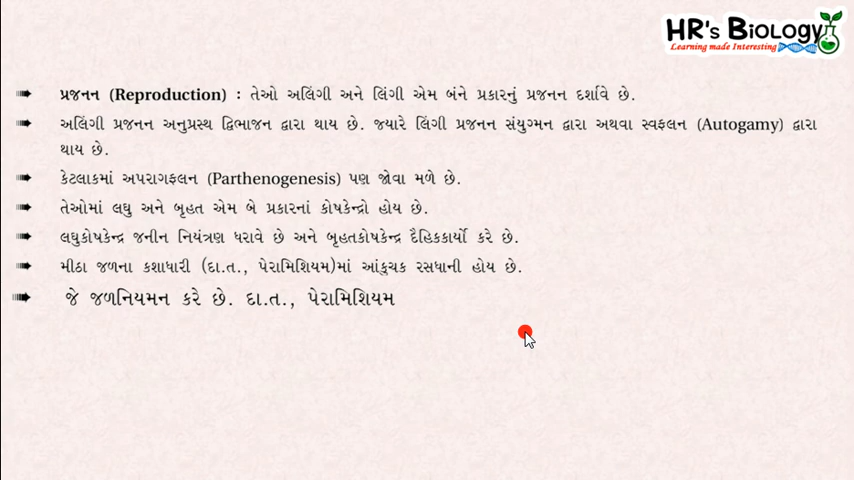 HR's Biology
Learning made Interesting
પ્રજનન (Reproduction) : તેઓ અલિંગી અને લિંગી એમ બંને પ્રકારનું પ્રજનન દર્શાવે છે.
અલિંગી પ્રજનન અનુપ્રસ્થ દ્વિભાજન દ્વારા થાય છે. જયારે લિંગી પ્રજનન સંયુગ્મન દ્વારા અથવા સ્વફલન (Autogamy) દ્વારા
થાય છે.
કેટલાકમાં અપરાગફલન (Parthenogenesis) પણ જોવા મળે છે.
તેઓમાં લઘુ અને બૃહત એમ બે પ્રકારનાં કોષકેન્દ્રો હોય છે.
લઘુકોષકેન્દ્ર જનીન નિયંત્રણ ધરાવે છે અને બૃહતકોષકેન્દ્ર દૈહિકકાર્યો કરે છે.
મીઠા જળના કશાધારી (દા.ત., પેરામિશિયમ)માં આંકુચક રસધાની હોય છે.
જે જળનિયમન કરે છે. દા.ત., પેરામિશિયમ